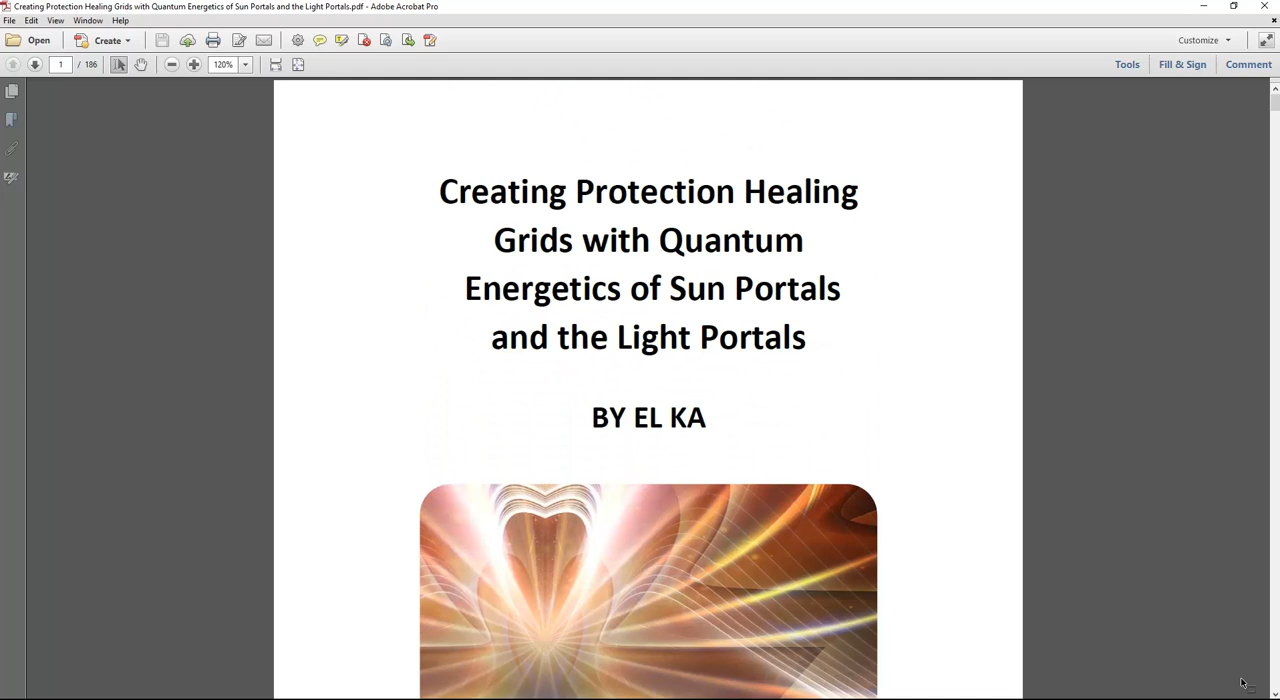 Creating Protection Healing Grids with Quantum Energetics of Sun Portals and the Light Portals.pdf - Adobe Acrobat Pro
File Edit View Window Help
Open Create Customize
1 / 186 120% Tools Fill & Sign Comment
Creating Protection Healing
Grids with Quantum
Energetics of Sun Portals
and the Light Portals
BY EL KA